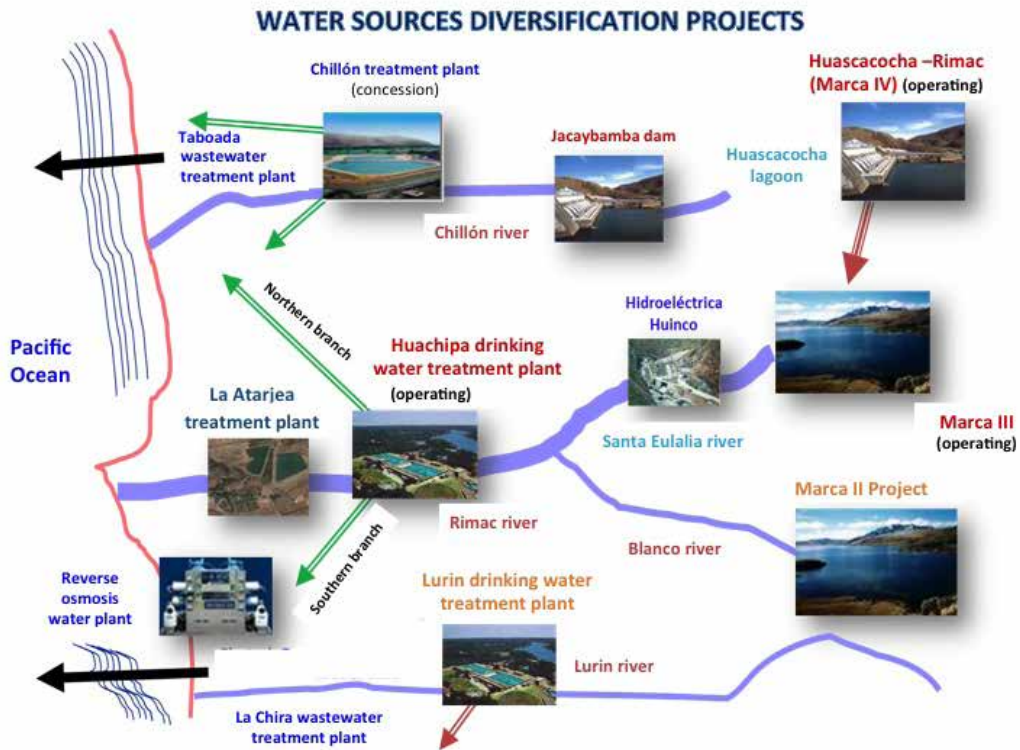 WATER SOURCES DIVERSIFICATION PROJECTS
Chillón treatment plant
(concession)
Huascacocha –Rimac
(Marca IV) (operating)
Taboada
wastewater
treatment plant
Jacaybamba dam
Huascacocha
lagoon
Chillón river
Northern branch
Hidroeléctrica
Huinco
Pacific
Ocean
Huachipa drinking
water treatment plant
(operating)
La Atarjea
treatment plant
Santa Eulalia river
Marca III
(operating)
Marca II Project
Rimac river
Blanco river
Southern branch
Reverse
osmosis
water plant
Lurin drinking water
treatment plant
Lurin river
La Chira wastewater
treatment plant